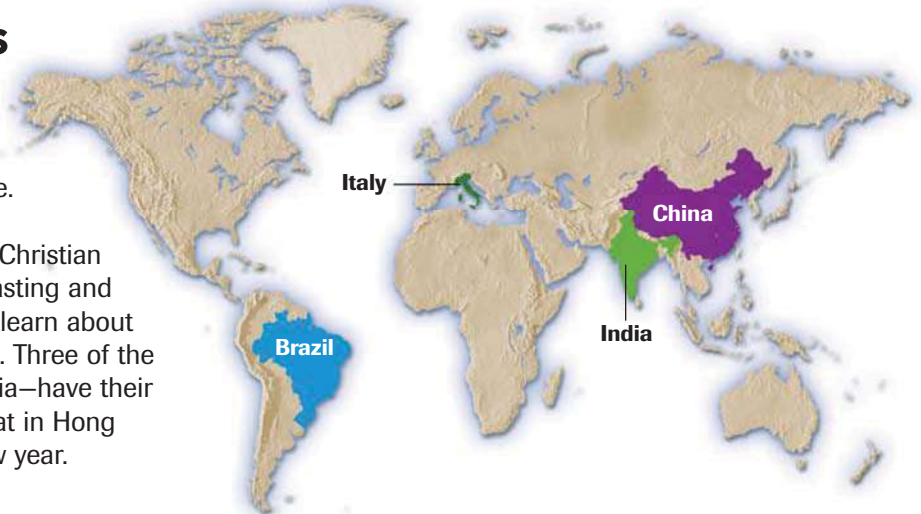 s
e.
Christian
asting and
learn about
. Three of the
ia—have their
at in Hong
w year.
Italy
China
India
Brazil